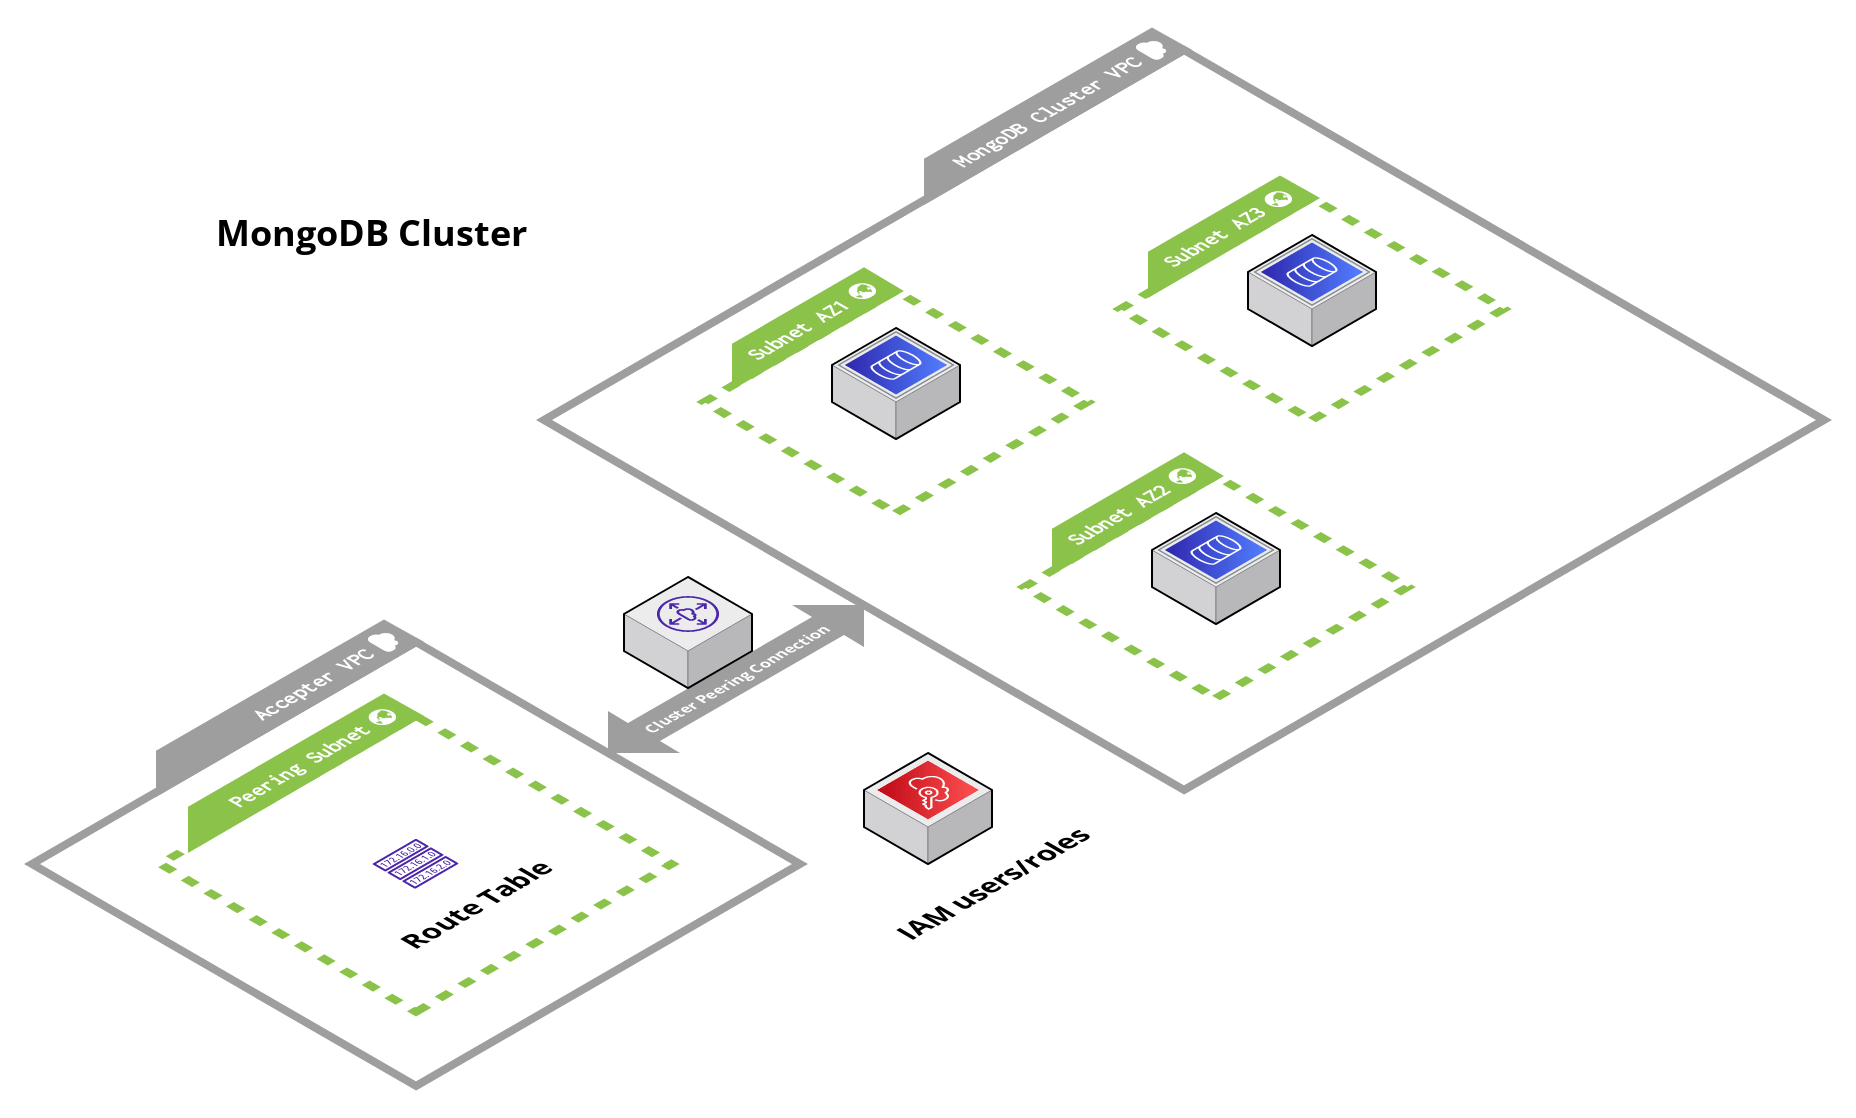 MongoDB Cluster
MongoDB Cluster VPC
Subnet AZ3
Subnet AZ1
Subnet AZ2
Cluster Peering Connection
Accepter VPC
Peering Subnet
172.16.0.0
172.16.1.0
172.16.2.0
Route Table
IAM users/roles